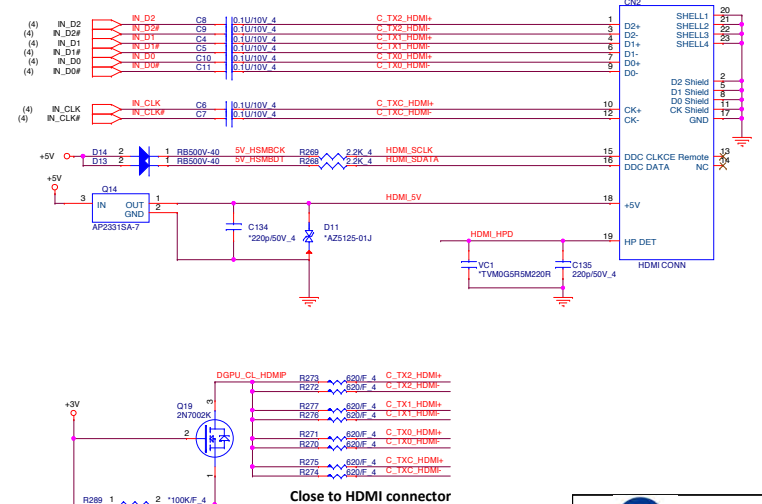 CN2
(4) IN_D2 IN_D2 C8 0.1U/10V_4 C_TX2_HDMI+ 1 D2+ SHELL1 20
(4) IN_D2# IN_D2# C9 0.1U/10V_4 C_TX2_HDMI- 3 D2- SHELL2 21
(4) IN_D1 IN_D1 C4 0.1U/10V_4 C_TX1_HDMI+ 4 D1+ SHELL3 22
(4) IN_D1# IN_D1# C5 0.1U/10V_4 C_TX1_HDMI- 6 D1- SHELL4 23
(4) IN_D0 IN_D0 C10 0.1U/10V_4 C_TX0_HDMI+ 7 D0+
(4) IN_D0# IN_D0# C11 0.1U/10V_4 C_TX0_HDMI- 9 D0-
D2 Shield 2
D1 Shield 5
D0 Shield 8
(4) IN_CLK IN_CLK C6 0.1U/10V_4 C_TXC_HDMI+ 10 CK+ CK Shield 11
(4) IN_CLK# IN_CLK# C7 0.1U/10V_4 C_TXC_HDMI- 12 CK- GND 17
+5V D14 2 1 RB500V-40 5V_HSMBCK R269 2.2K_4 HDMI_SCLK 15 DDC CLK CE Remote 13
D13 2 1 RB500V-40 5V_HSMBDT R268 2.2K_4 HDMI_SDATA 16 DDC DATA NC 14
+5V
Q14
3 IN OUT 1 HDMI_5V 18 +5V
GND 2
AP2331SA-7
C134
*220p/50V_4
D11
*AZ5125-01J
HDMI_HPD 19 HP DET
VC1
*TVM0G5R5M220R
C135
220p/50V_4
HDMI CONN
DGPU_CL_HDMIP R273 620/F_4 C_TX2_HDMI+
R272 620/F_4 C_TX2_HDMI-
+3V
Q19 3
2N7002K
2
1
R277 620/F_4 C_TX1_HDMI+
R276 620/F_4 C_TX1_HDMI-
R271 620/F_4 C_TX0_HDMI+
R270 620/F_4 C_TX0_HDMI-
R275 620/F_4 C_TXC_HDMI+
R274 620/F_4 C_TXC_HDMI-
R289 1 2 *100K/F_4
Close to HDMI connector